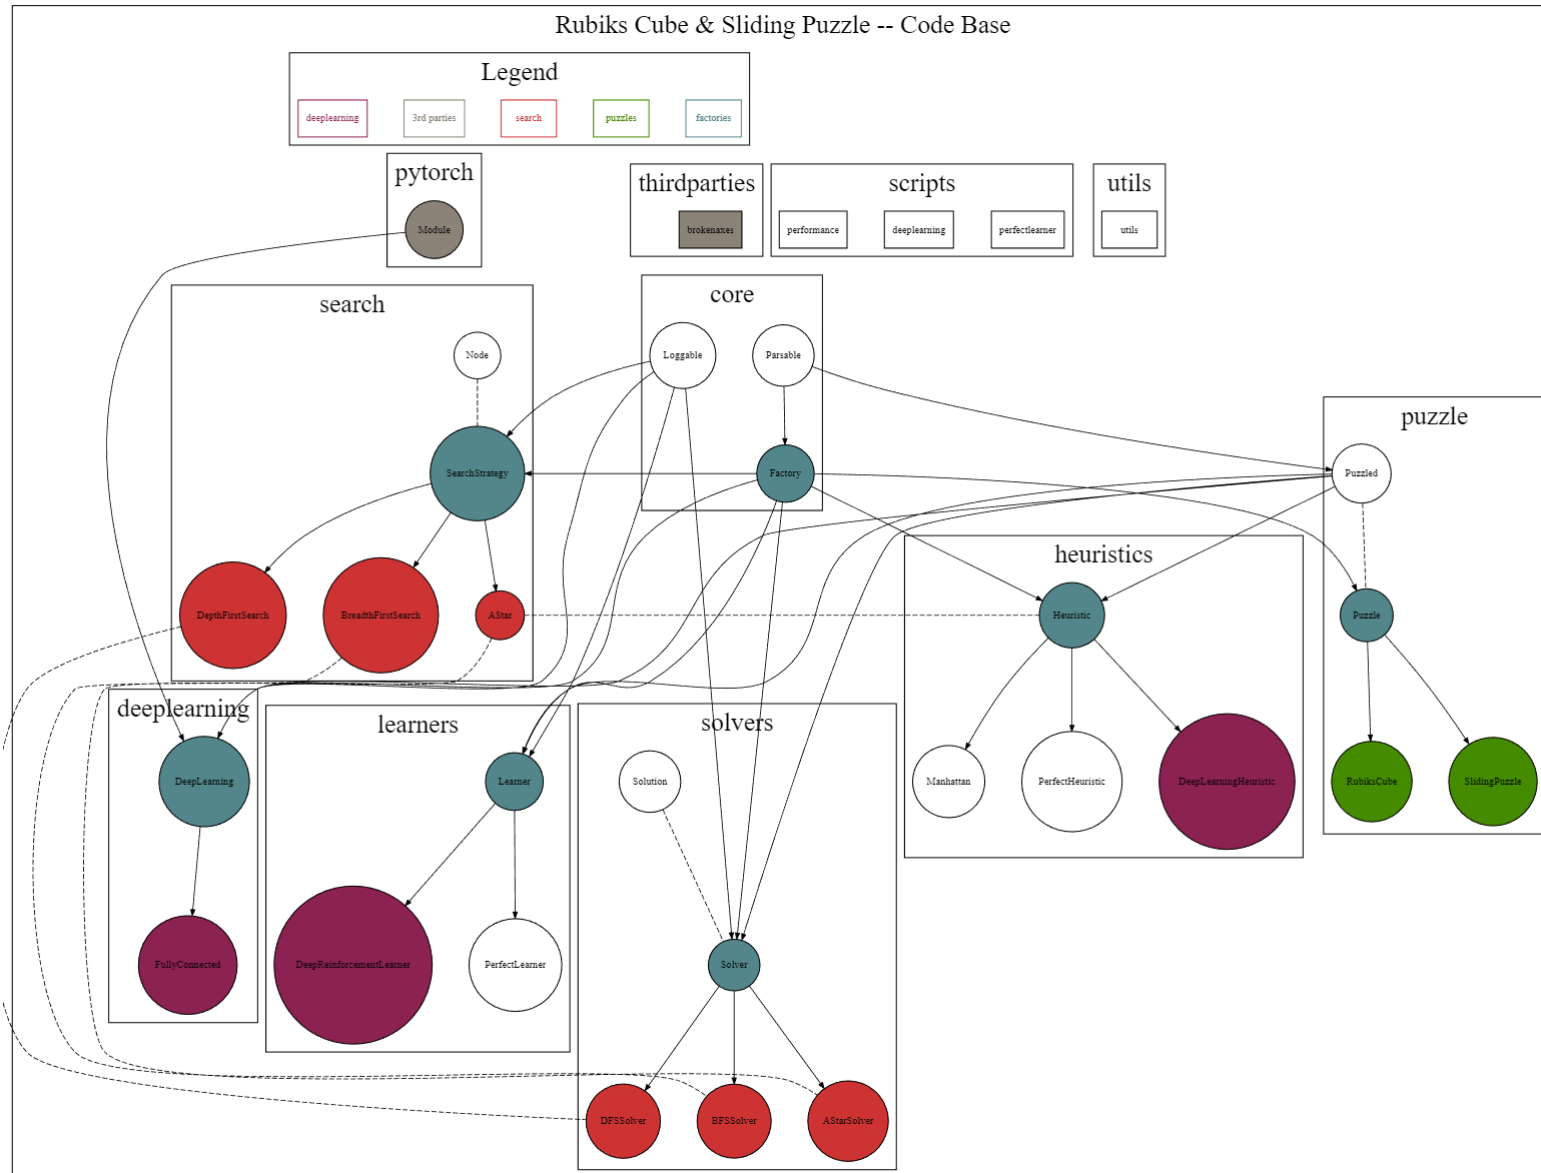 Rubiks Cube & Sliding Puzzle -- Code Base
Legend
deeplearning
3rd parties
search
puzzles
factories
pytorch
Module
thirdparties
brokenaxes
scripts
performance
deeplearning
perfectlearner
utils
utils
search
Node
SearchStrategy
DepthFirstSearch
BreadthFirstSearch
AStar
core
Loggable
Parsable
Factory
puzzle
Puzzled
Puzzle
RubiksCube
SlidingPuzzle
heuristics
Heuristic
Manhattan
PerfectHeuristic
DeepLearningHeuristic
deeplearning
DeepLearning
FullyConnected
learners
Learner
DeepReinforcementLearner
PerfectLearner
solvers
Solution
Solver
DFSSolver
BFSSolver
AStarSolver